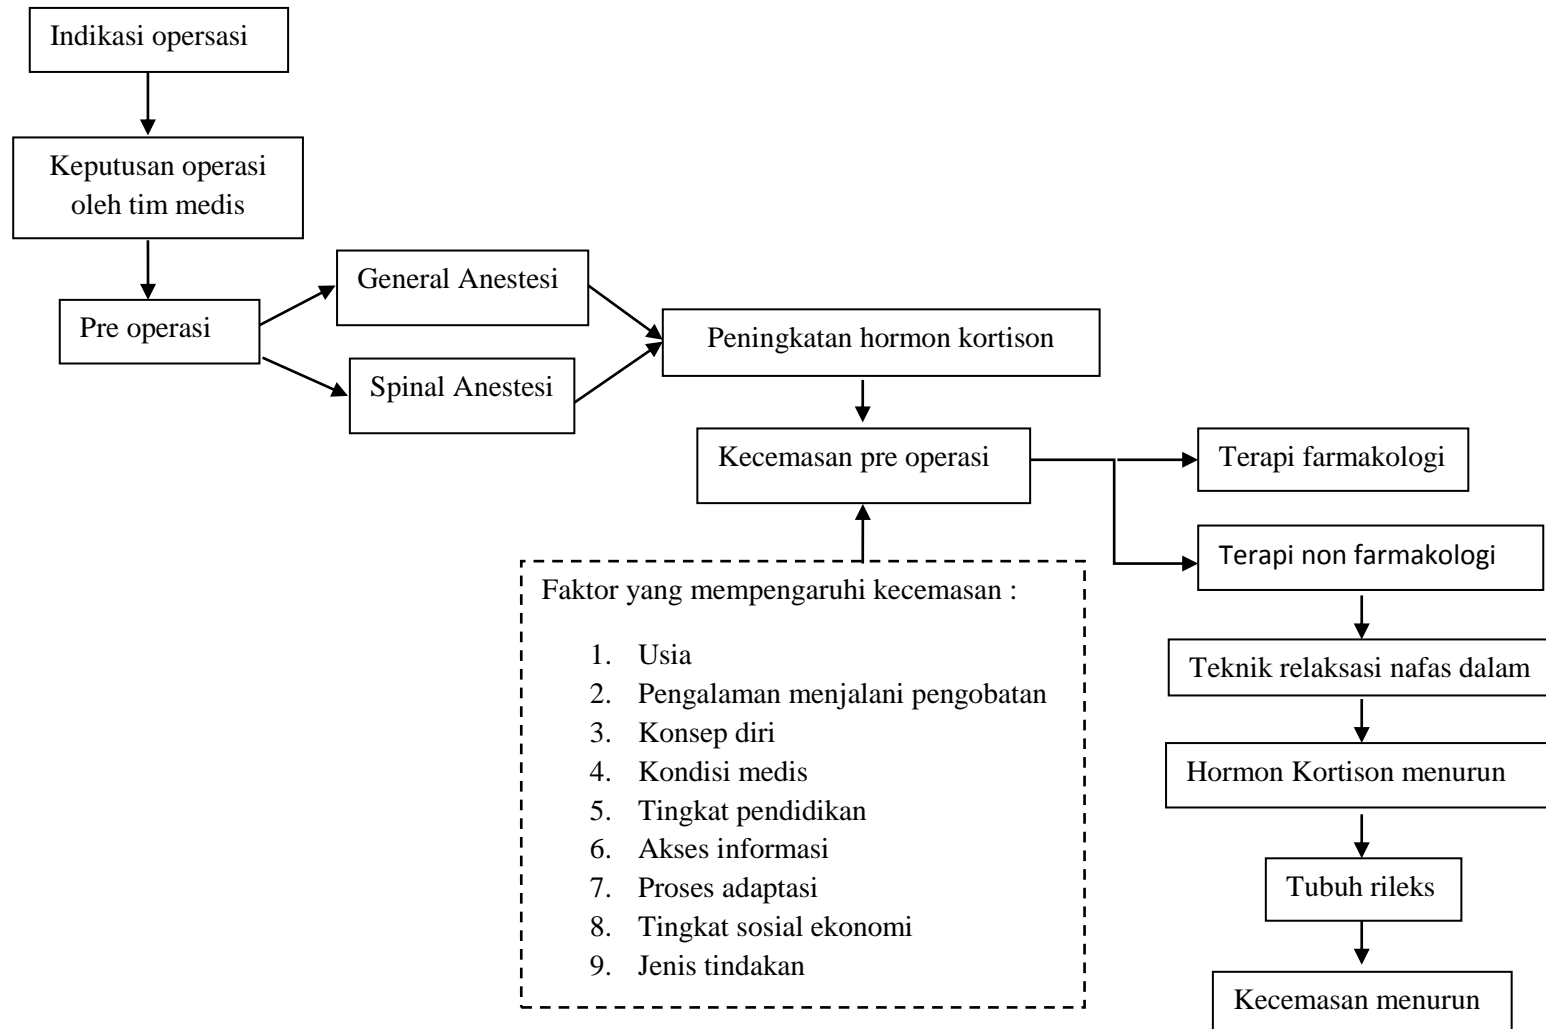 Indikasi opersasi
Keputusan operasi
oleh tim medis
Pre operasi
General Anestesi
Spinal Anestesi
Peningkatan hormon kortison
Kecemasan pre operasi
Terapi farmakologi
Terapi non farmakologi
Faktor yang mempengaruhi kecemasan :
1. Usia
2. Pengalaman menjalani pengobatan
3. Konsep diri
4. Kondisi medis
5. Tingkat pendidikan
6. Akses informasi
7. Proses adaptasi
8. Tingkat sosial ekonomi
9. Jenis tindakan
Teknik relaksasi nafas dalam
Hormon Kortison menurun
Tubuh rileks
Kecemasan menurun